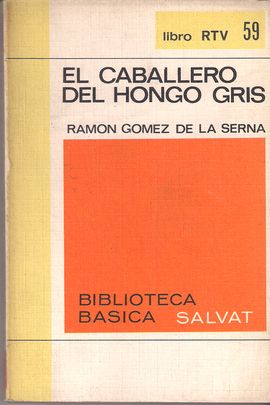 libro RTV 59
EL CABALLERO
DEL HONGO GRIS
RAMON GOMEZ DE LA SERNA
BIBLIOTECA
BASICA SALVAT